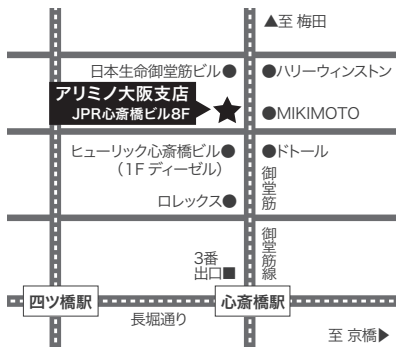 ▲至 梅田
日本生命御堂筋ビル●
●ハリーウィンストン
アリミノ大阪支店
JPR心斎橋ビル8F
★
●MIKIMOTO
ヒューリック心斎橋ビル●
（1F ディーゼル）
●ドトール
御堂筋
ロレックス●
御堂筋線
3番
出口■
四ツ橋駅
心斎橋駅
長堀通り
至 京橋▶